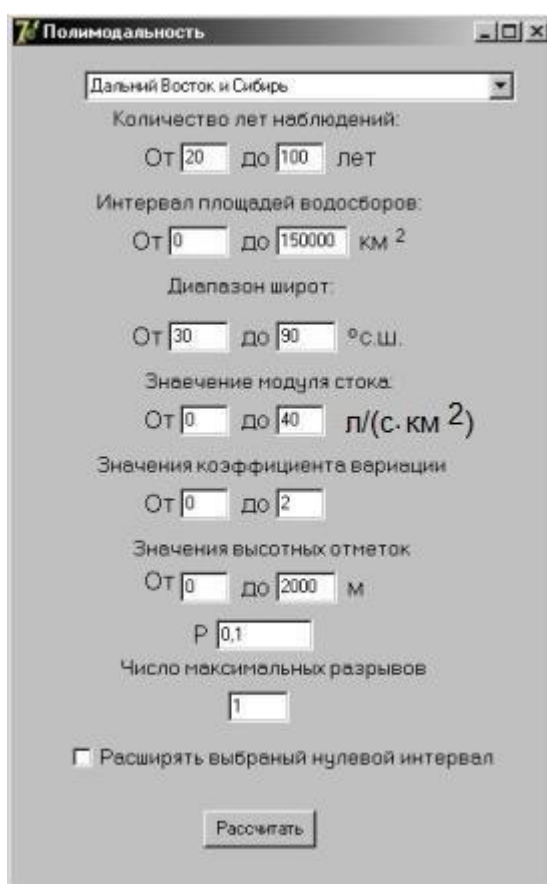 Полимодальность
Дальний Восток и Сибирь
Количество лет наблюдений:
От 20 до 100 лет
Интервал площадей водосборов:
От 0 до 150000 км 2
Диапазон широт:
От 30 до 90 ºс.ш.
Знаечение модуля стока:
От 0 до 40 л/(с·км 2)
Значения коэффициента вариации
От 0 до 2
Значения высотных отметок
От 0 до 2000 м
P 0,1
Число максимальных разрывов
1
Расширять выбраный нулевой интервал
Рассчитать